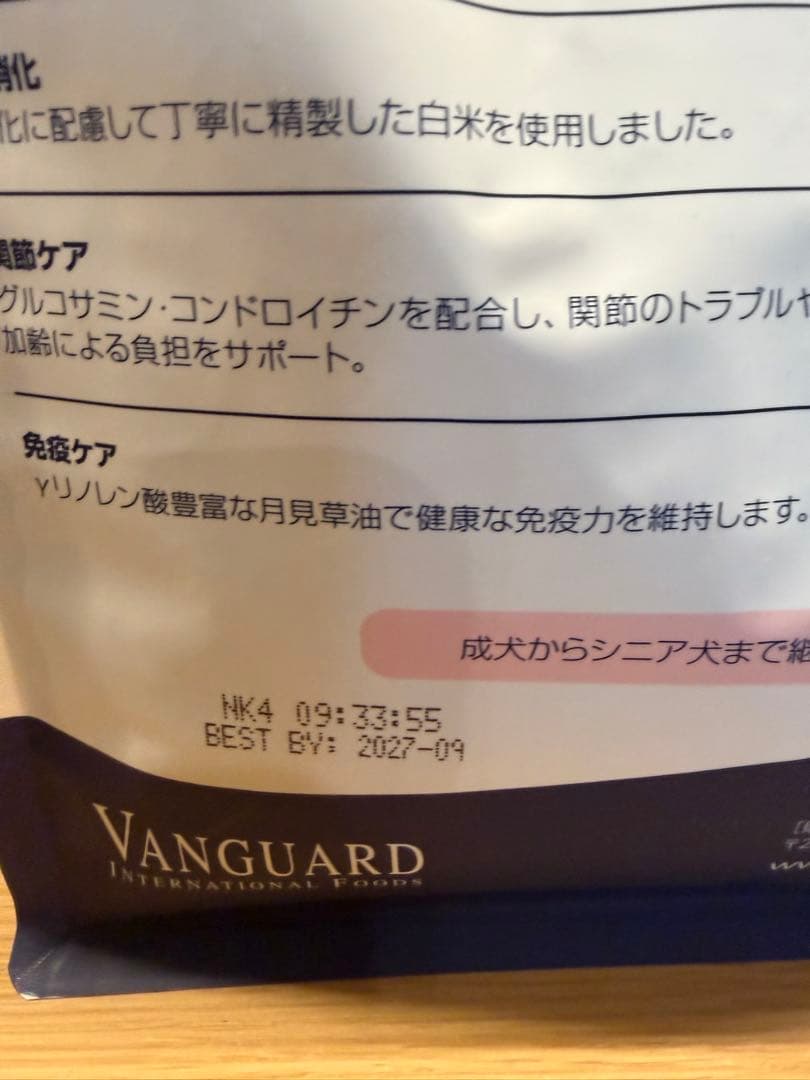 消化
化に配慮して丁寧に精製した白米を使用しました。
関節ケア
グルコサミン・コンドロイチンを配合し、関節のトラブルや
加齢による負担をサポート。
免疫ケア
γリノレン酸豊富な月見草油で健康な免疫力を維持します。
成犬からシニア犬まで継
NK4 09:33:55
BEST BY: 2027-09
VANGUARD
INTERNATIONAL FOODS
〒2